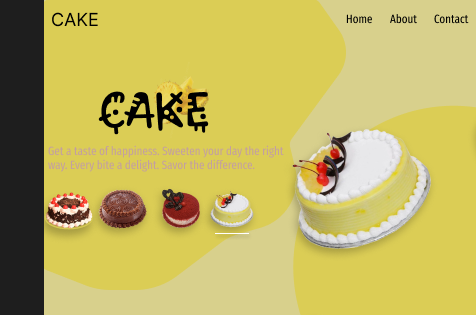 CAKE
Home About Contact
CAKE
Get a taste of happiness. Sweeten your day the right
way. Every bite a delight. Savor the difference.